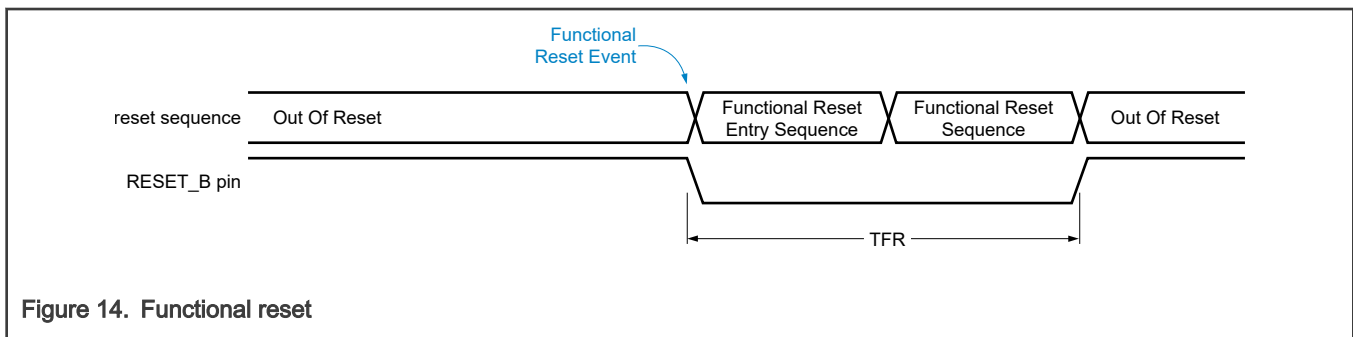 Functional
Reset Event
reset sequence
Out Of Reset
Functional Reset
Entry Sequence
Functional Reset
Sequence
Out Of Reset
RESET_B pin
TFR
Figure 14. Functional reset